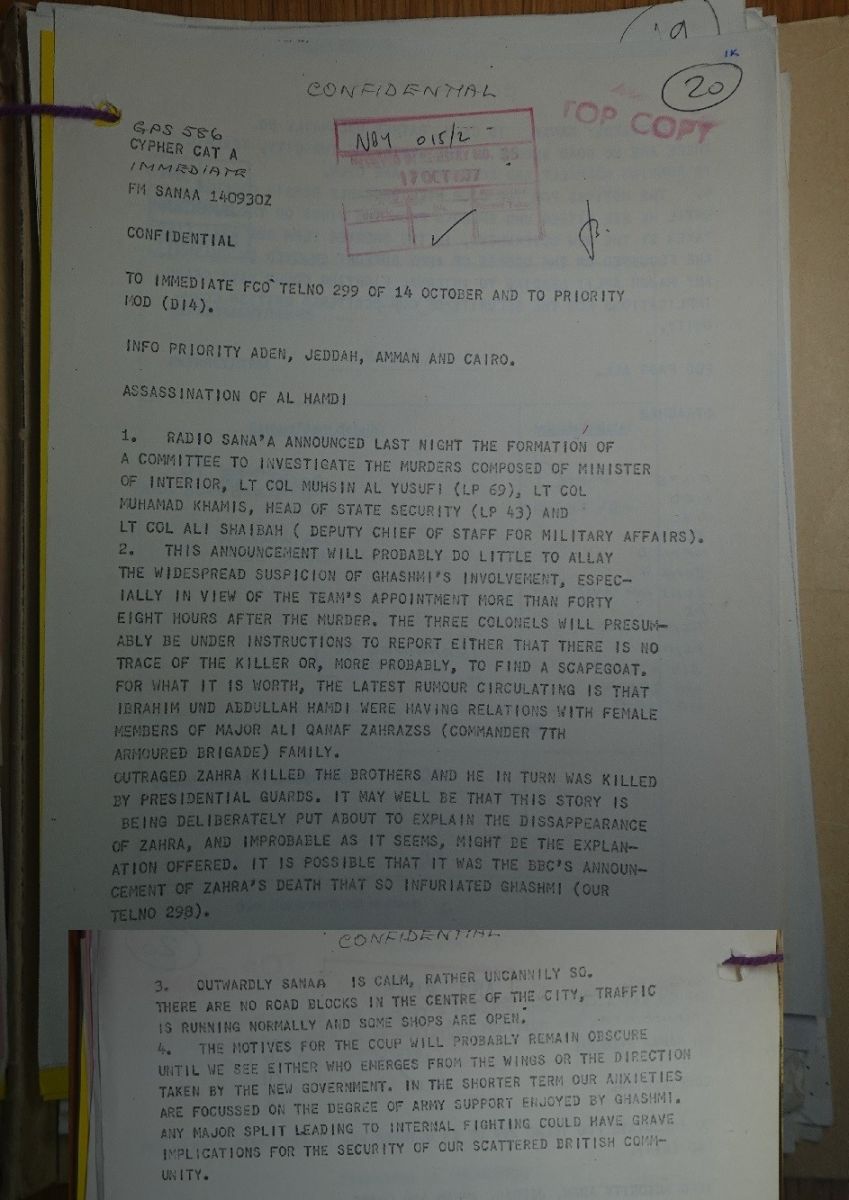 19
1K
CONFIDENTIAL
20
TOP COPY
GPS 586
CYPHER CAT A
IMMEDIATE
FM SANAA 140930Z
NBY 015/2
REGISTRY NO. 35
17 OCT 1977
CONFIDENTIAL
TO IMMEDIATE FCO TELNO 299 OF 14 OCTOBER AND TO PRIORITY
MOD (DI4).
INFO PRIORITY ADEN, JEDDAH, AMMAN AND CAIRO.
ASSASSINATION OF AL HAMDI
1. RADIO SANA'A ANNOUNCED LAST NIGHT THE FORMATION OF
A COMMITTEE TO INVESTIGATE THE MURDERS COMPOSED OF MINISTER
OF INTERIOR, LT COL MUHSIN AL YUSUFI (LP 69), LT COL
MUHAMAD KHAMIS, HEAD OF STATE SECURITY (LP 43) AND
LT COL ALI SHAIBAH ( DEPUTY CHIEF OF STAFF FOR MILITARY AFFAIRS).
2. THIS ANNOUNCEMENT WILL PROBABLY DO LITTLE TO ALLAY
THE WIDESPREAD SUSPICION OF GHASHMI'S INVOLVEMENT, ESPEC-
IALLY IN VIEW OF THE TEAM'S APPOINTMENT MORE THAN FORTY
EIGHT HOURS AFTER THE MURDER. THE THREE COLONELS WILL PRESUM-
ABLY BE UNDER INSTRUCTIONS TO REPORT EITHER THAT THERE IS NO
TRACE OF THE KILLER OR, MORE PROBABLY, TO FIND A SCAPEGOAT.
FOR WHAT IT IS WORTH, THE LATEST RUMOUR CIRCULATING IS THAT
IBRAHIM UND ABDULLAH HAMDI WERE HAVING RELATIONS WITH FEMALE
MEMBERS OF MAJOR ALI QANAF ZAHRAZSS (COMMANDER 7TH
ARMOURED BRIGADE) FAMILY.
OUTRAGED ZAHRA KILLED THE BROTHERS AND HE IN TURN WAS KILLED
BY PRESIDENTIAL GUARDS. IT MAY WELL BE THAT THIS STORY IS
BEING DELIBERATELY PUT ABOUT TO EXPLAIN THE DISSAPPEARANCE
OF ZAHRA, AND IMPROBABLE AS IT SEEMS, MIGHT BE THE EXPLAN-
ATION OFFERED. IT IS POSSIBLE THAT IT WAS THE BBC'S ANNOUN-
CEMENT OF ZAHRA'S DEATH THAT SO INFURIATED GHASHMI (OUR
TELNO 298).
CONFIDENTIAL
3. OUTWARDLY SANAA IS CALM, RATHER UNCANNILY SO.
THERE ARE NO ROAD BLOCKS IN THE CENTRE OF THE CITY, TRAFFIC
IS RUNNING NORMALLY AND SOME SHOPS ARE OPEN.
4. THE MOTIVES FOR THE COUP WILL PROBABLY REMAIN OBSCURE
UNTIL WE SEE EITHER WHO EMERGES FROM THE WINGS OR THE DIRECTION
TAKEN BY THE NEW GOVERNMENT. IN THE SHORTER TERM OUR ANXIETIES
ARE FOCUSSED ON THE DEGREE OF ARMY SUPPORT ENJOYED BY GHASHMI.
ANY MAJOR SPLIT LEADING TO INTERNAL FIGHTING COULD HAVE GRAVE
IMPLICATIONS FOR THE SECURITY OF OUR SCATTERED BRITISH COMM-
UNITY.